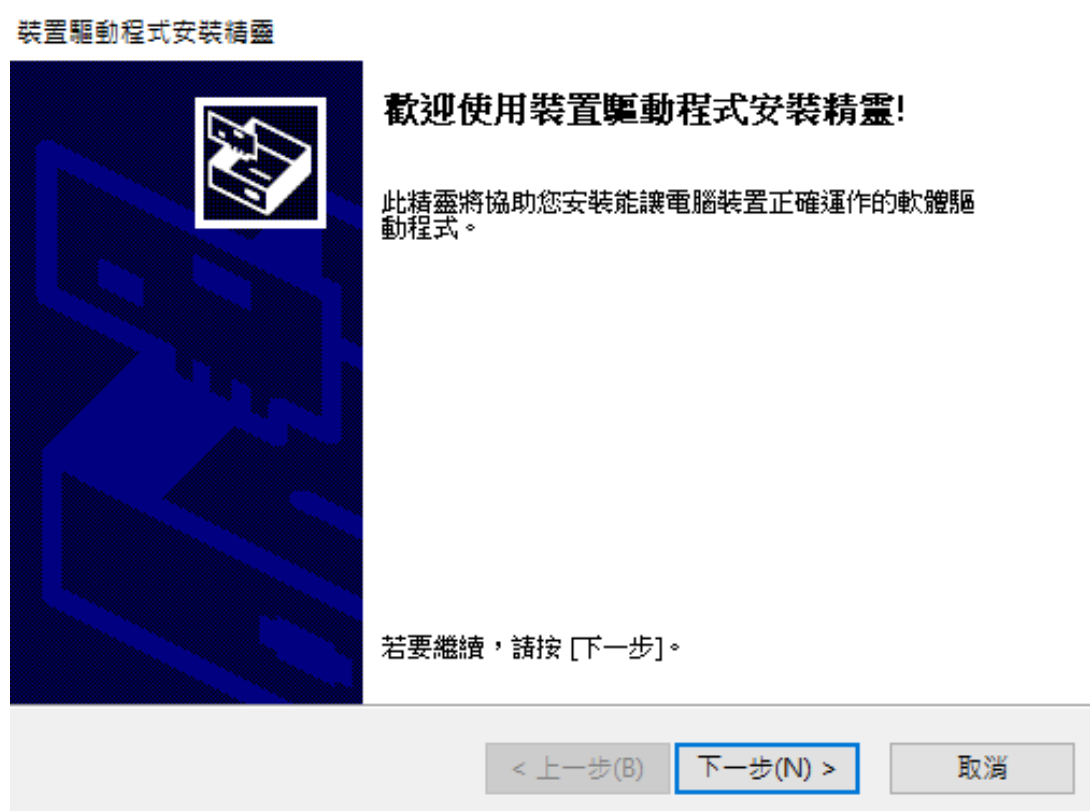 裝置驅動程式安裝精靈
歡迎使用裝置驅動程式安裝精靈!
此精靈將協助您安裝能讓電腦裝置正確運作的軟體驅
動程式。
若要繼續，請按 [下一步]。
< 上一步(B)
下一步(N) >
取消